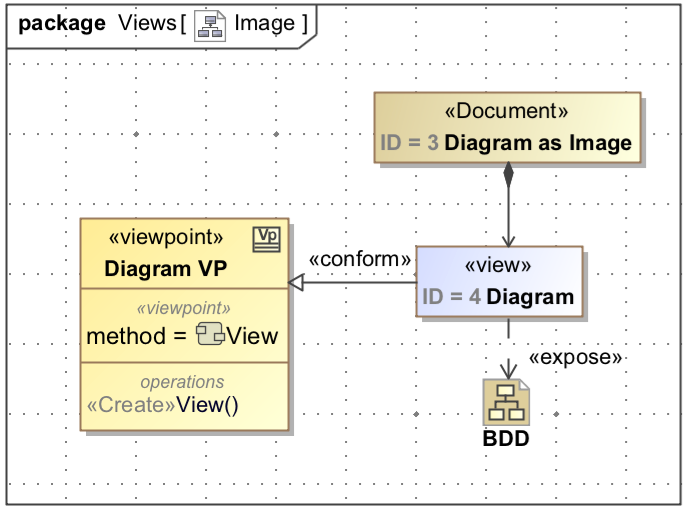 package Views[ Image ]
«Document»
ID = 3 Diagram as Image
«viewpoint»
Vp
Diagram VP
«conform»
«view»
ID = 4 Diagram
«viewpoint»
method = View
«expose»
operations
«Create»View()
BDD